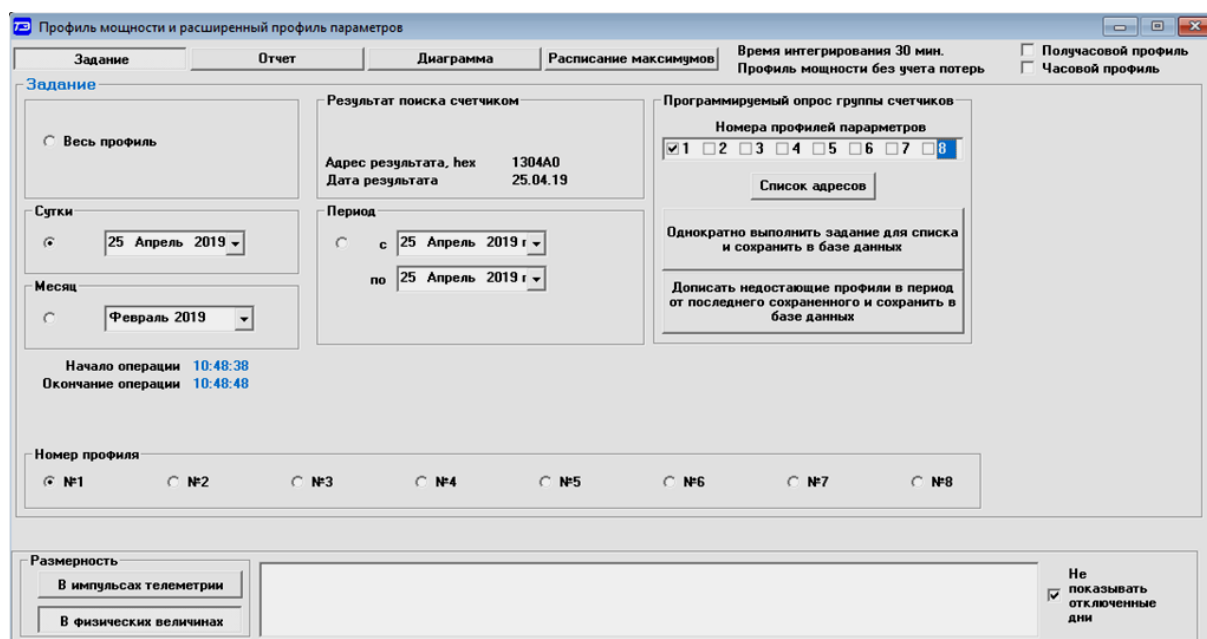 ТЭ Профиль мощности и расширенный профиль параметров
Задание Отчет Диаграмма Расписание максимумов
Время интегрирования 30 мин.
Профиль мощности без учета потерь
Получасовой профиль
Часовой профиль
Задание
Весь профиль
Результат поиска счетчиком
Адрес результата, hex 1304A0
Дата результата 25.04.19
Программируемый опрос группы счетчиков
Номера профилей парарметров
1 2 3 4 5 6 7 8
Список адресов
Однократно выполнить задание для списка
и сохранить в базе данных
Дописать недостающие профили в период
от последнего сохраненного и сохранить в
базе данных
Сутки
25 Апрель 2019
Период
с 25 Апрель 2019 г
по 25 Апрель 2019 г
Месяц
Февраль 2019
Начало операции 10:48:38
Окончание операции 10:48:48
Номер профиля
№1 №2 №3 №4 №5 №6 №7 №8
Размерность
В импульсах телеметрии
В физических величинах
Не
показывать
отключенные
дни